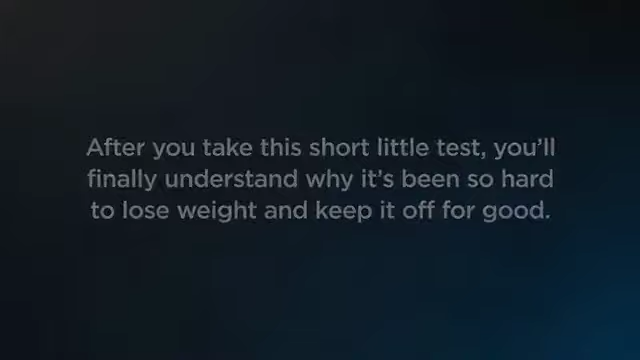 After you take this short little test, you’ll
finally understand why it’s been so hard
to lose weight and keep it off for good.